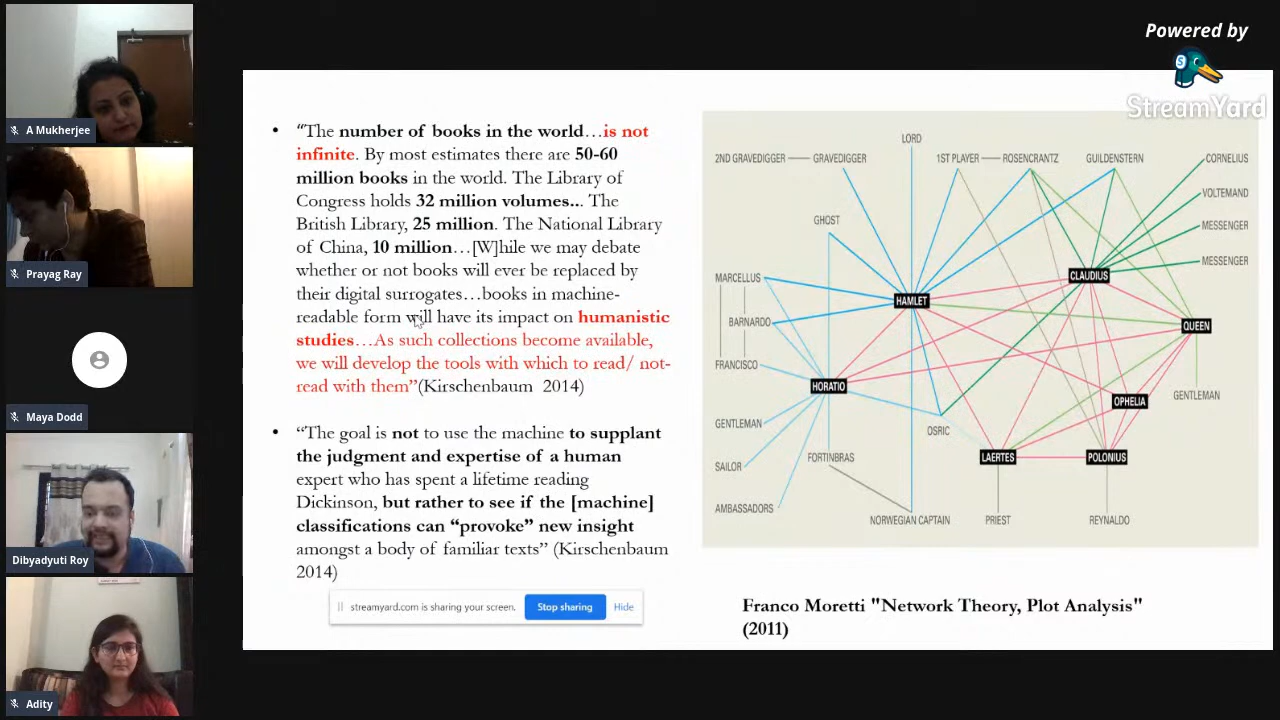 Powered by
StreamYard
A Mukherjee
Prayag Ray
Maya Dodd
Dibyadyuti Roy
Adity
• “The number of books in the world…is not
infinite. By most estimates there are 50-60
million books in the world. The Library of
Congress holds 32 million volumes... The
British Library, 25 million. The National Library
of China, 10 million…[W]hile we may debate
whether or not books will ever be replaced by
their digital surrogates…books in machine-
readable form will have its impact on humanistic
studies…As such collections become available,
we will develop the tools with which to read/ not-
read with them”(Kirschenbaum 2014)
• “The goal is not to use the machine to supplant
the judgment and expertise of a human
expert who has spent a lifetime reading
Dickinson, but rather to see if the [machine]
classifications can “provoke” new insight
amongst a body of familiar texts” (Kirschenbaum
2014)
streamyard.com is sharing your screen. Stop sharing Hide
LORD
2ND GRAVEDIGGER GRAVEDIGGER 1ST PLAYER ROSENCRANTZ GUILDENSTERN CORNELIUS
VOLTEMAND
GHOST MESSENGER
MESSENGER
MARCELLUS CLAUDIUS
HAMLET
BARNARDO QUEEN
FRANCISCO
HORATIO GENTLEMAN
OPHELIA
GENTLEMAN OSRIC
FORTINBRAS LAERTES POLONIUS
SAILOR
AMBASSADORS
NORWEGIAN CAPTAIN PRIEST REYNALDO
Franco Moretti "Network Theory, Plot Analysis"
(2011)